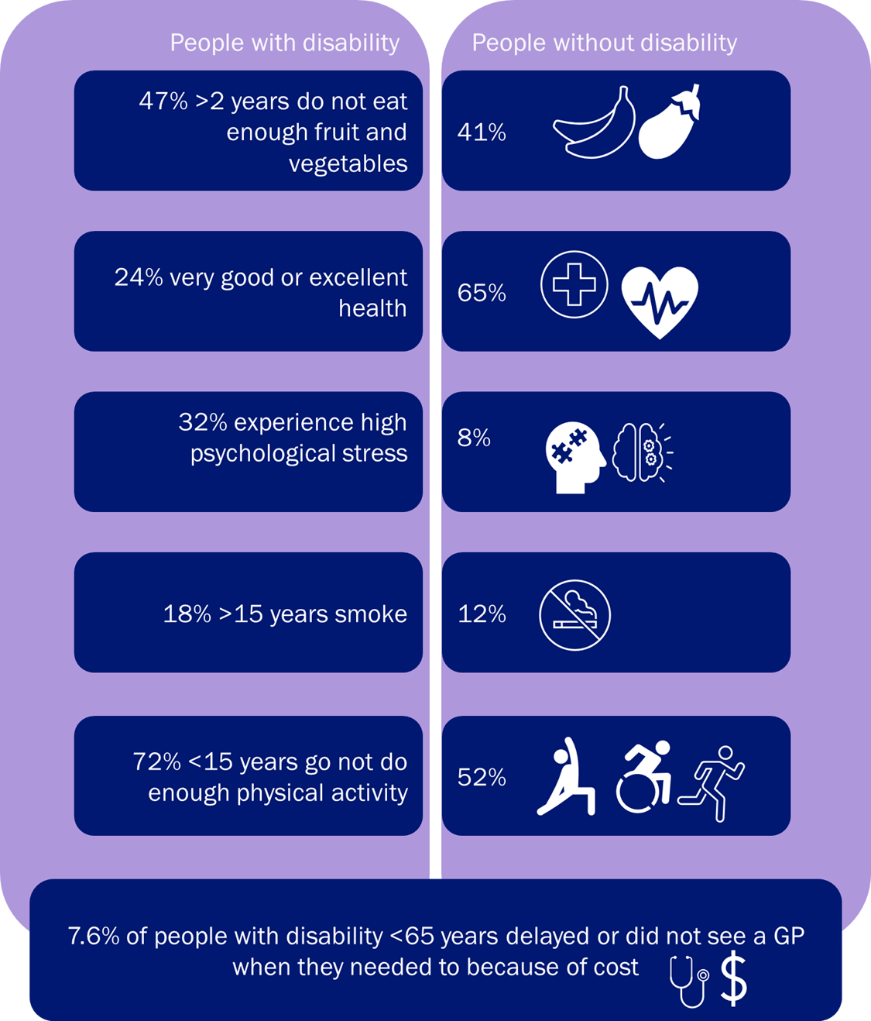 People with disability
People without disability
47% >2 years do not eat
enough fruit and
vegetables
41%
24% very good or excellent
health
65%
32% experience high
psychological stress
8%
18% >15 years smoke
12%
72% <15 years go not do
enough physical activity
52%
7.6% of people with disability <65 years delayed or did not see a GP
when they needed to because of cost
$